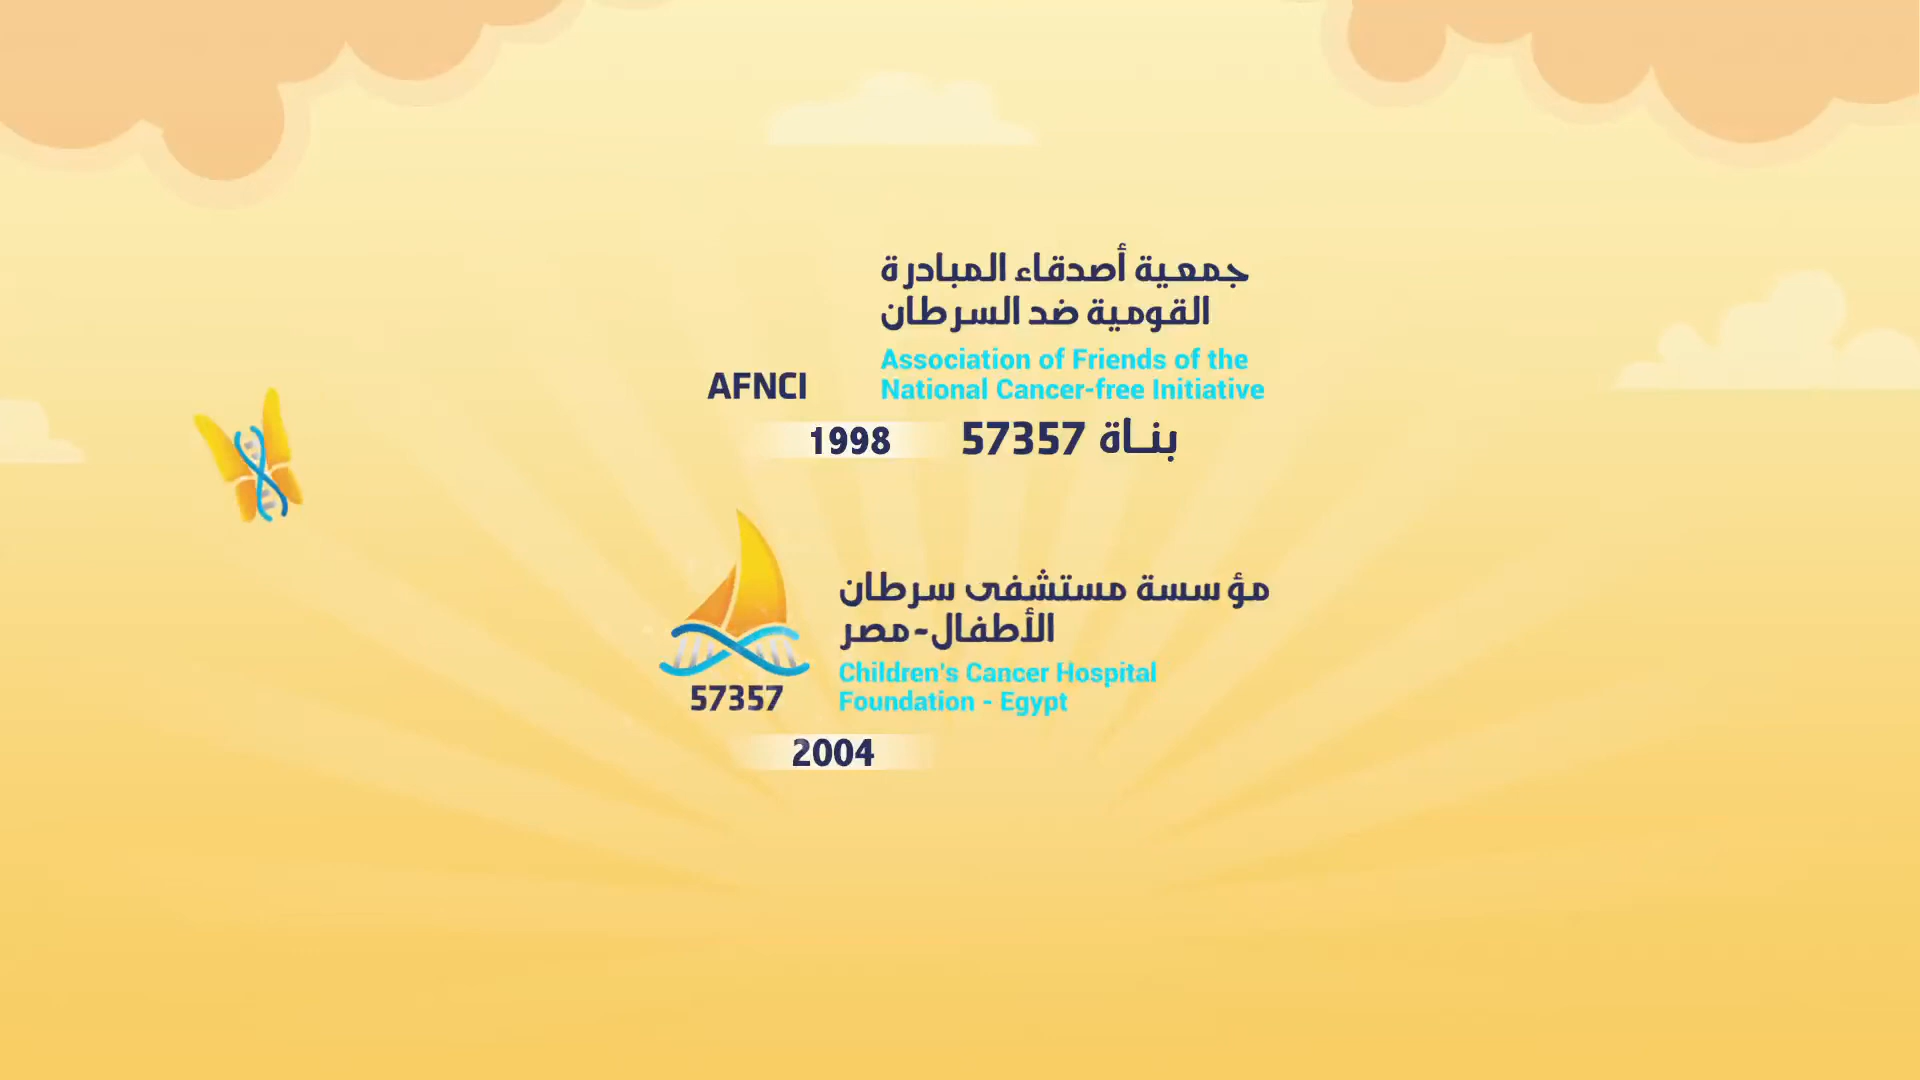 جمعية أصدقاء المبادرة
القومية ضد السرطان
Association of Friends of the
National Cancer-free Initiative
AFNCI
1998
بناة 57357
مؤسسة مستشفى سرطان
الأطفال-مصر
Children's Cancer Hospital
Foundation - Egypt
57357
2004